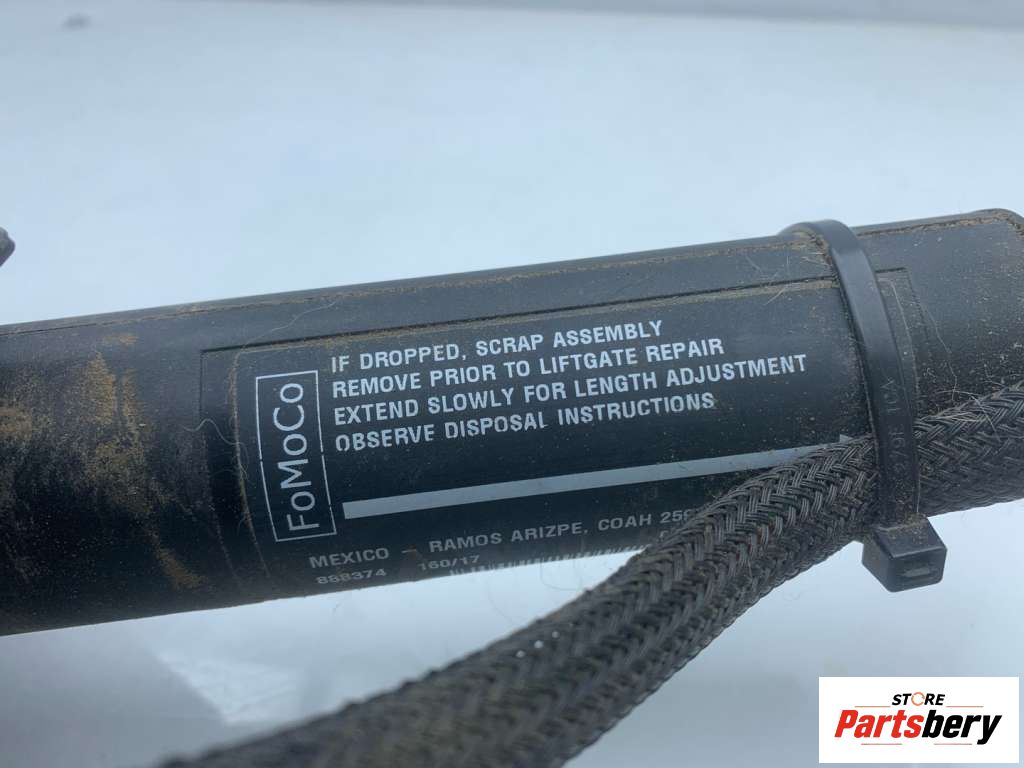 IF DROPPED, SCRAP ASSEMBLY
REMOVE PRIOR TO LIFTGATE REPAIR
EXTEND SLOWLY FOR LENGTH ADJUSTMENT
OBSERVE DISPOSAL INSTRUCTIONS
FoMoCo
MEXICO - RAMOS ARIZPE, COAH
858374 160/17
STORE
Partsbery